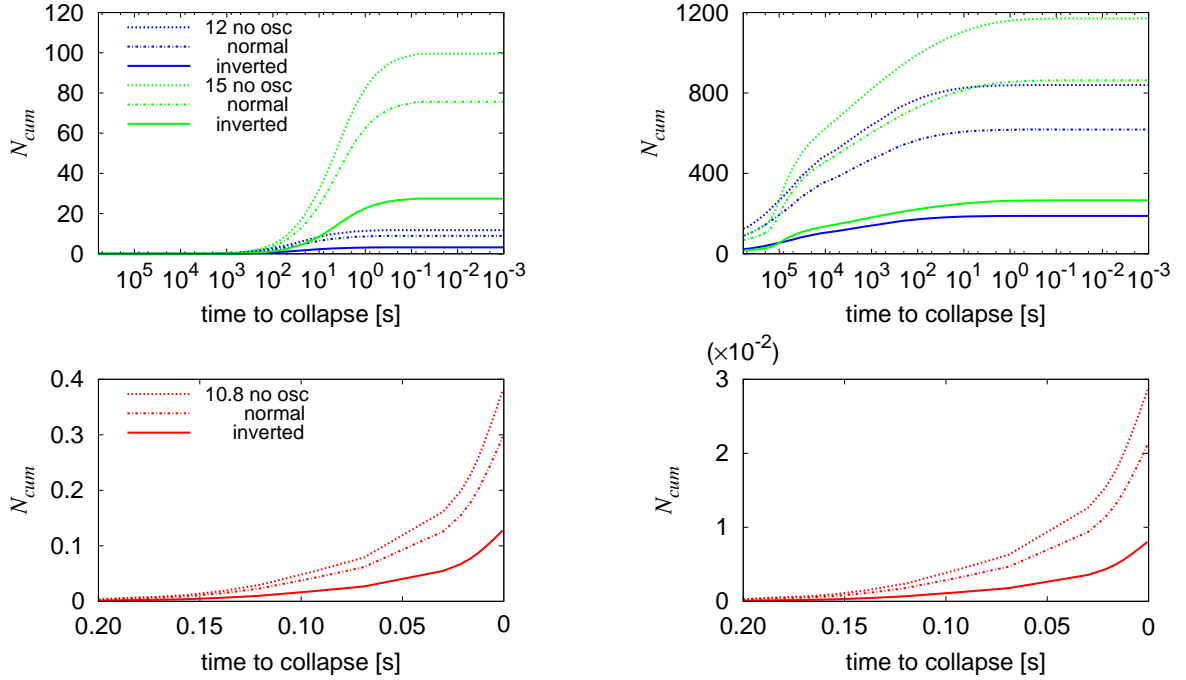 120
100
80
60
40
20
0
N_cum
12 no osc
normal
inverted
15 no osc
normal
inverted
10^5 10^4 10^3 10^2 10^1 10^0 10^-1 10^-2 10^-3
time to collapse [s]
1200
800
400
0
N_cum
10^5 10^4 10^3 10^2 10^1 10^0 10^-1 10^-2 10^-3
time to collapse [s]
0.4
0.3
0.2
0.1
0
N_cum
10.8 no osc
normal
inverted
0.20 0.15 0.10 0.05 0
time to collapse [s]
(×10^-2)
3
2
1
0
N_cum
0.20 0.15 0.10 0.05 0
time to collapse [s]